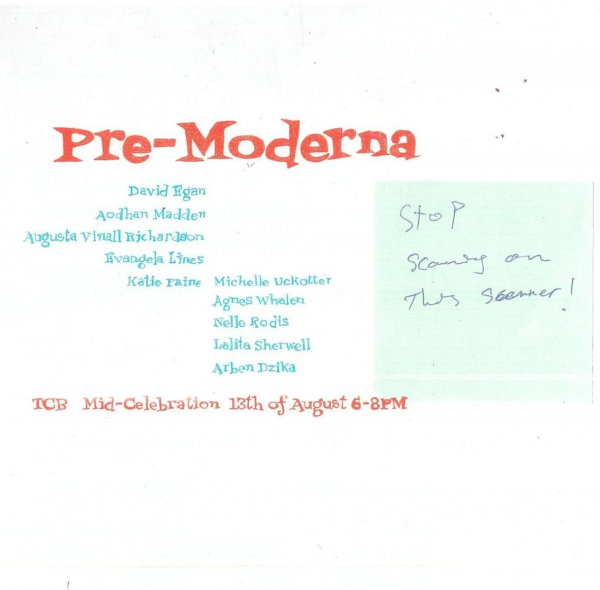 Pre-Moderna
David Egan
Aodhan Madden
Augusta Vinall Richardson
Evangela Lines
Katie Paine
Michelle Uckotter
Agnes Whalen
Nelle Rodis
Lalita Sherwell
Arben Dzika
TCB Mid-Celebration 13th of August 6-8PM
Stop
on
This Scanner!